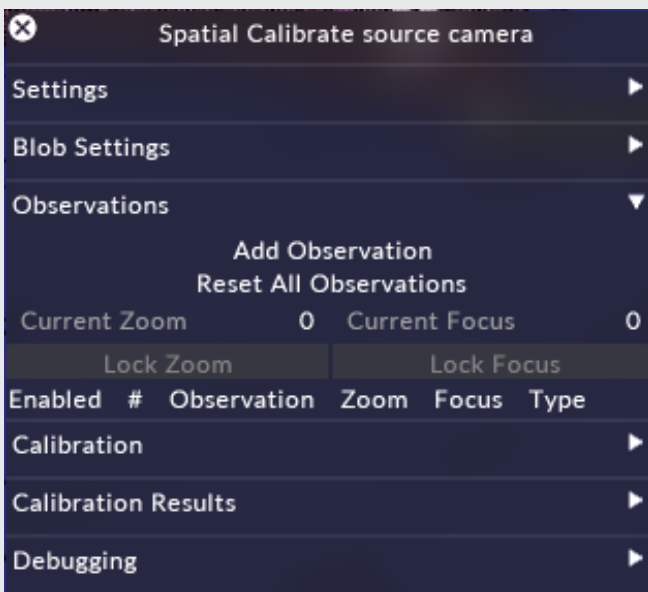 Spatial Calibrate source camera
Settings
Blob Settings
Observations
Add Observation
Reset All Observations
Current Zoom 0 Current Focus 0
Lock Zoom Lock Focus
Enabled # Observation Zoom Focus Type
Calibration
Calibration Results
Debugging